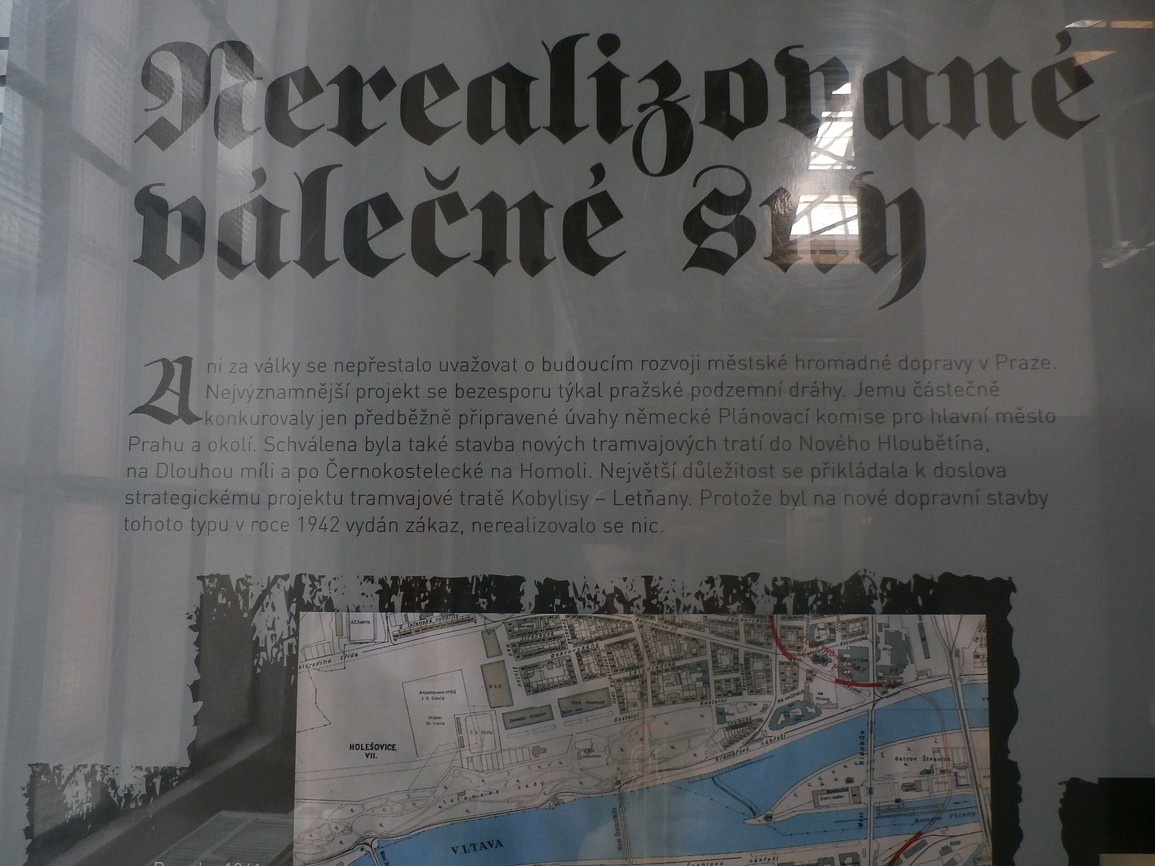 Nerealizované
válečné sny
Ani za války se nepřestalo uvažovat o budoucím rozvoji městské hromadné dopravy v Praze.
Nejvýznamnější projekt se bezesporu týkal pražské podzemní dráhy. Jemu částečně
konkurovaly jen předběžně připravené úvahy německé Plánovací komise pro hlavní město
Prahu a okolí. Schválena byla také stavba nových tramvajových tratí do Nového Hloubětína,
na Dlouhou míli a po Černokostelecké na Homoli. Největší důležitost se přikládala k doslova
strategickému projektu tramvajové tratě Kobylisy – Letňany. Protože byl na nové dopravní stavby
tohoto typu v roce 1942 vydán zákaz, nerealizovalo se nic.
HOLEŠOVICE
VII.
OSTROV ŠTVANICE
VLTAVA